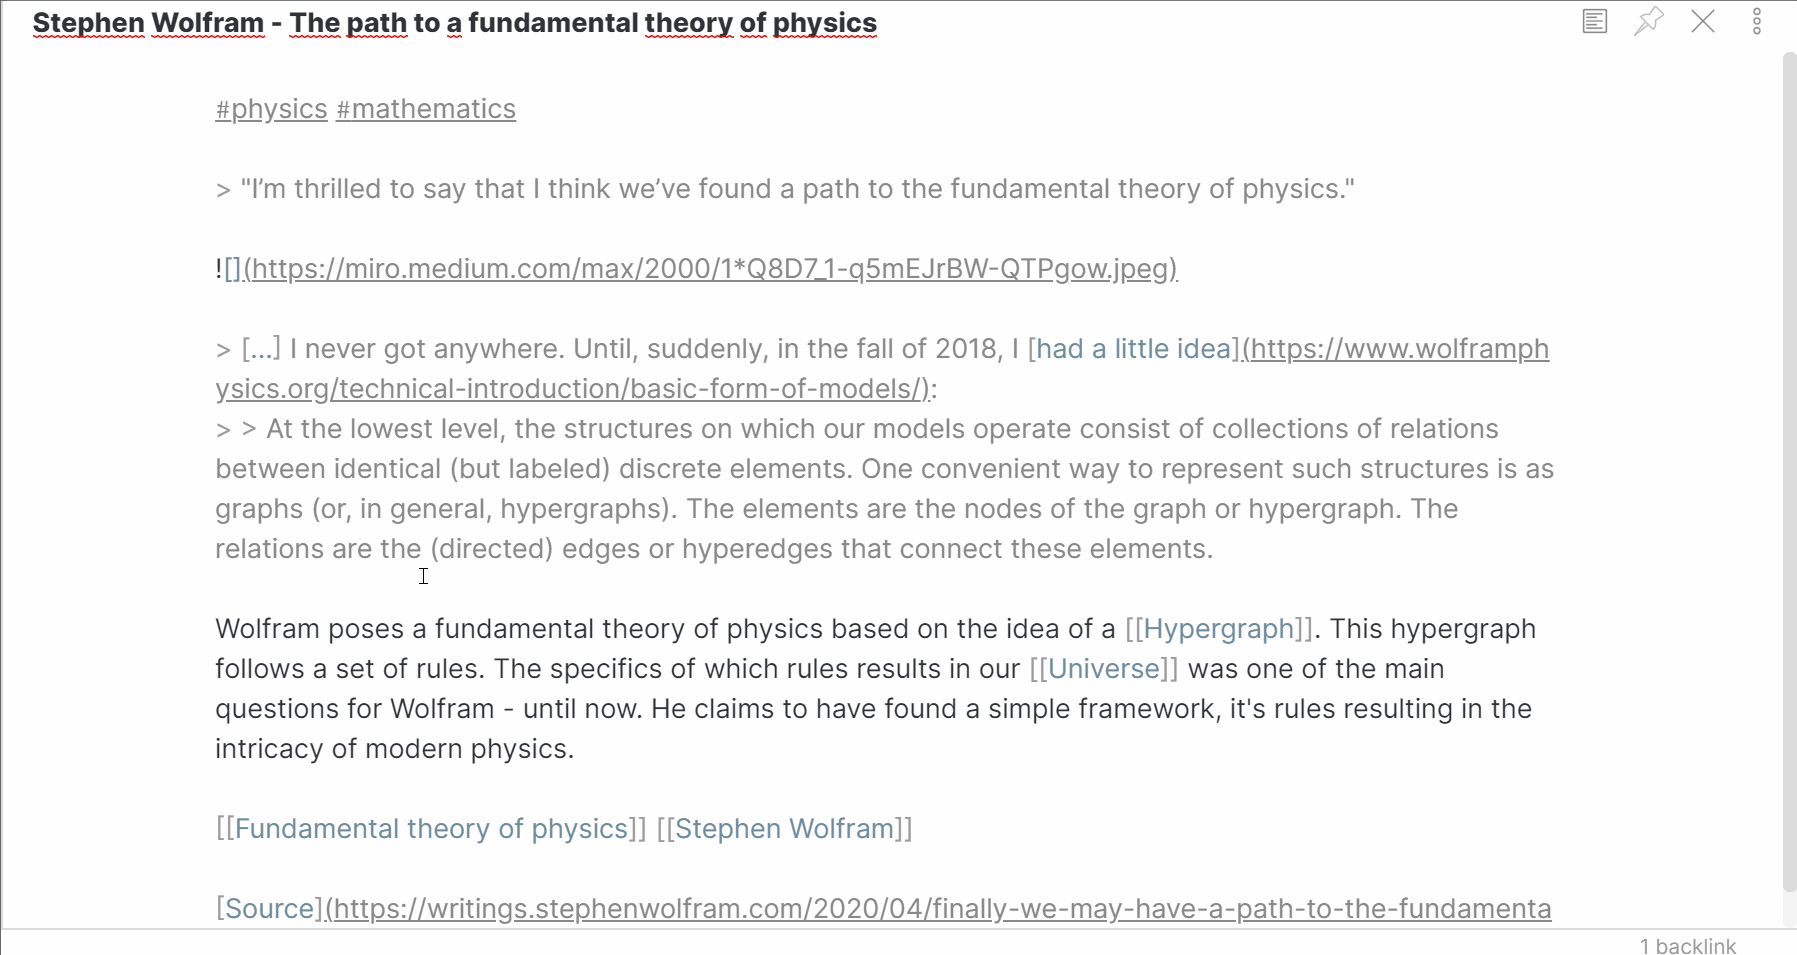 Stephen Wolfram - The path to a fundamental theory of physics
#physics #mathematics
> "I’m thrilled to say that I think we’ve found a path to the fundamental theory of physics."
![](https://miro.medium.com/max/2000/1*Q8D7_1-q5mEJrBW-QTPgow.jpeg)
> [...] I never got anywhere. Until, suddenly, in the fall of 2018, I [had a little idea](https://www.wolframph
ysics.org/technical-introduction/basic-form-of-models/):
> > At the lowest level, the structures on which our models operate consist of collections of relations
between identical (but labeled) discrete elements. One convenient way to represent such structures is as
graphs (or, in general, hypergraphs). The elements are the nodes of the graph or hypergraph. The
relations are the (directed) edges or hyperedges that connect these elements.
Wolfram poses a fundamental theory of physics based on the idea of a [[Hypergraph]]. This hypergraph
follows a set of rules. The specifics of which rules results in our [[Universe]] was one of the main
questions for Wolfram - until now. He claims to have found a simple framework, it's rules resulting in the
intricacy of modern physics.
[[Fundamental theory of physics]] [[Stephen Wolfram]]
[Source](https://writings.stephenwolfram.com/2020/04/finally-we-may-have-a-path-to-the-fundamenta
1 backlink